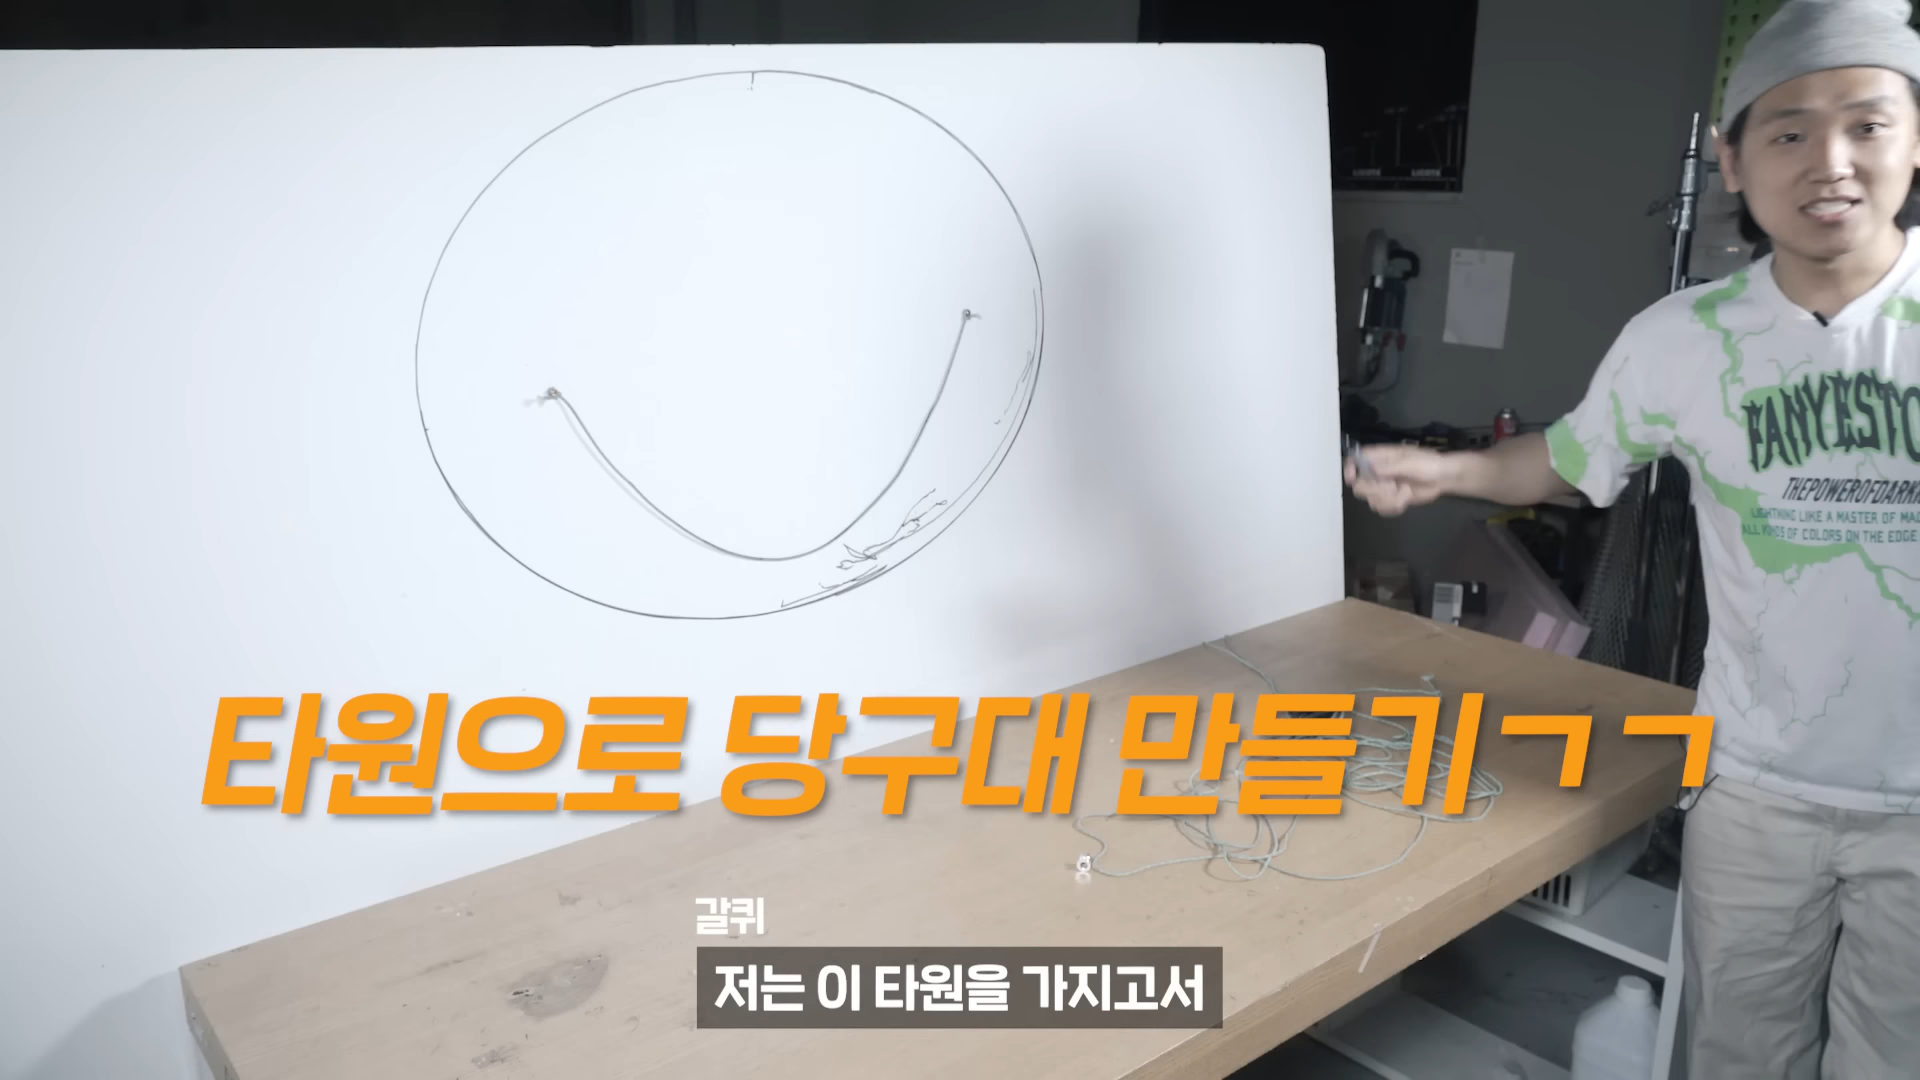 FANYESTO
THEPOWEROFDARK
LIGHTNING LIKE A MASTER OF MA
ALL KINDS OF COLORS ON THE EDGE
타원으로 당구대 만들기ㄱㄱ
갈퀴
저는 이 타원을 가지고서